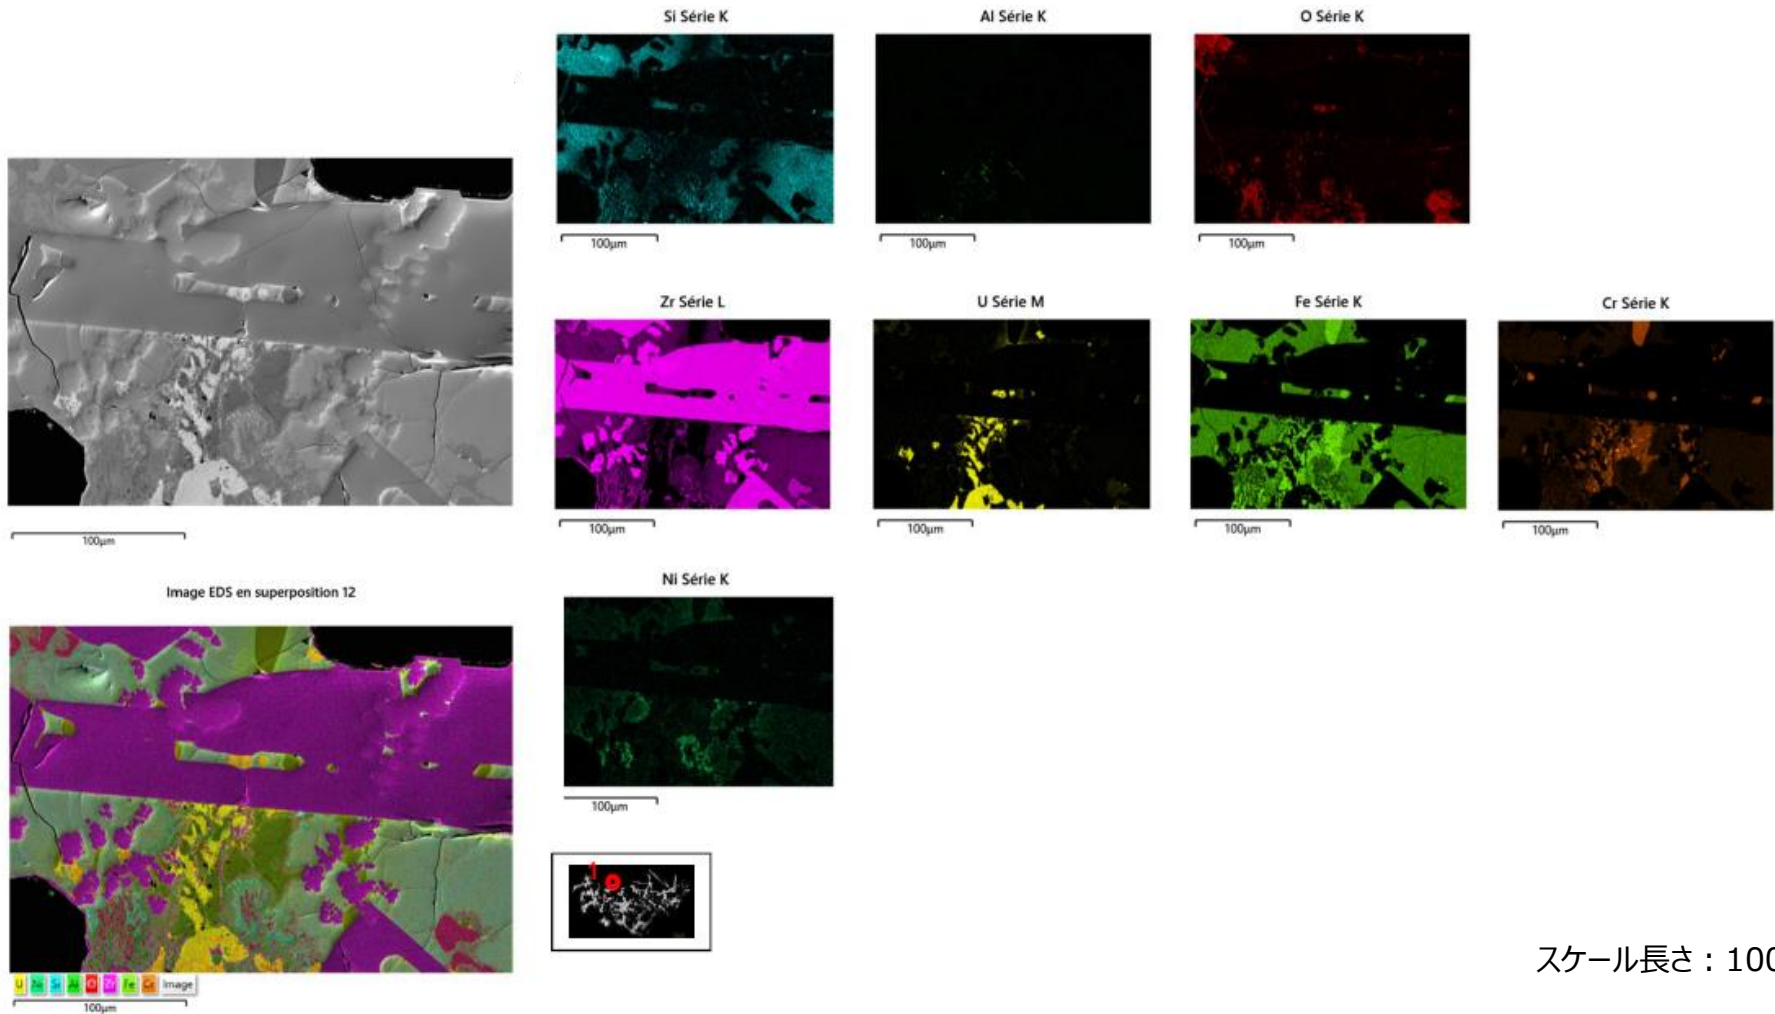 Si Série K
Al Série K
O Série K
100μm
100μm
100μm
100μm
Zr Série L
U Série M
Fe Série K
Cr Série K
100μm
100μm
100μm
100μm
Image EDS en superposition 12
Ni Série K
100μm
1
U Ni Si Al O Zr Fe Cr Image
100μm
スケール長さ：100